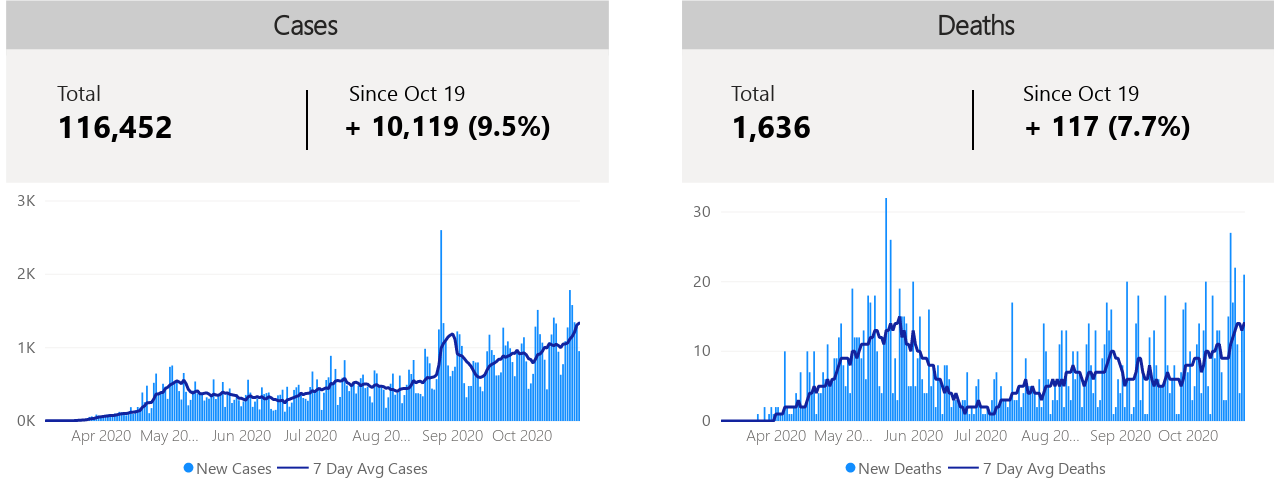 Cases
Total
Since Oct 19
116,452
+ 10,119 (9.5%)
3K
2K
1K
0K
Apr 2020 May 20... Jun 2020 Jul 2020 Aug 20... Sep 2020 Oct 2020
New Cases 7 Day Avg Cases
Deaths
Total
Since Oct 19
1,636
+ 117 (7.7%)
30
20
10
0
Apr 2020 May 20... Jun 2020 Jul 2020 Aug 20... Sep 2020 Oct 2020
New Deaths 7 Day Avg Deaths